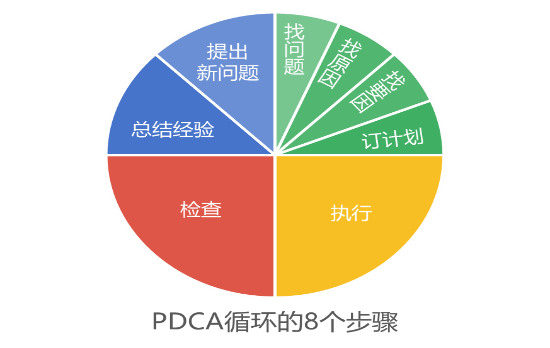 找问题
找原因
找要因
订计划
执行
检查
总结经验
提出
新问题
PDCA循环的8个步骤